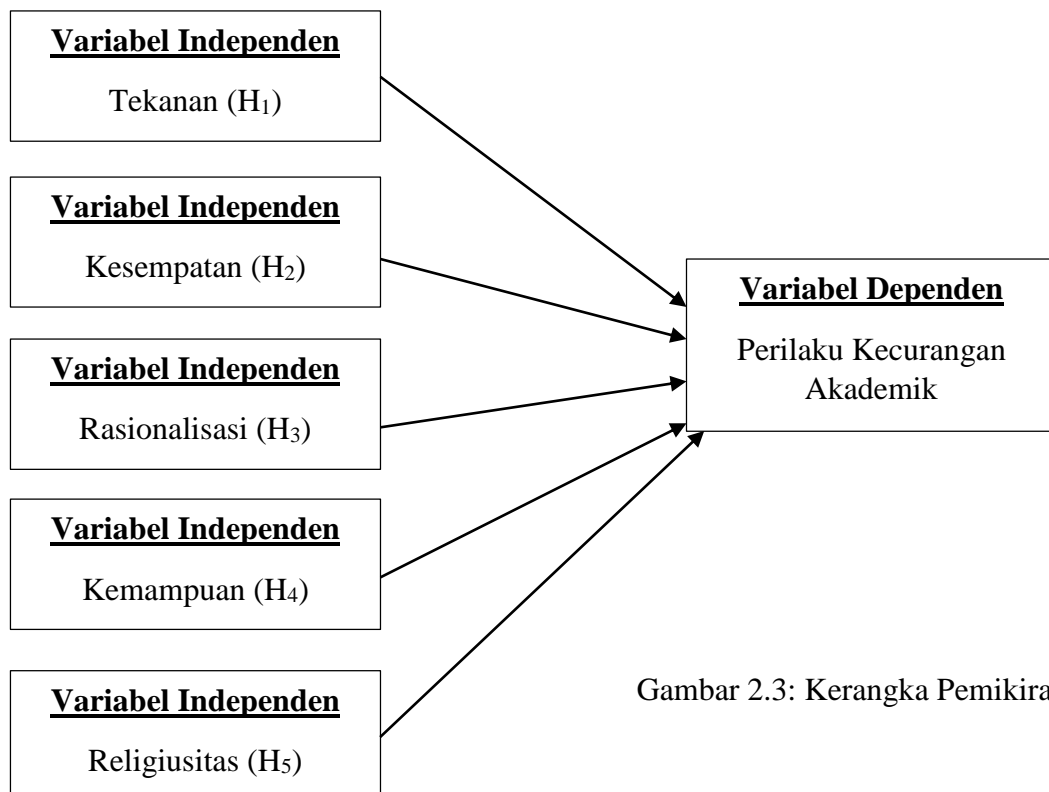 Variabel Independen
Tekanan (H₁)
Variabel Independen
Kesempatan (H₂)
Variabel Independen
Rasionalisasi (H₃)
Variabel Independen
Kemampuan (H₄)
Variabel Independen
Religiusitas (H₅)
Variabel Dependen
Perilaku Kecurangan
Akademik
Gambar 2.3: Kerangka Pemikira